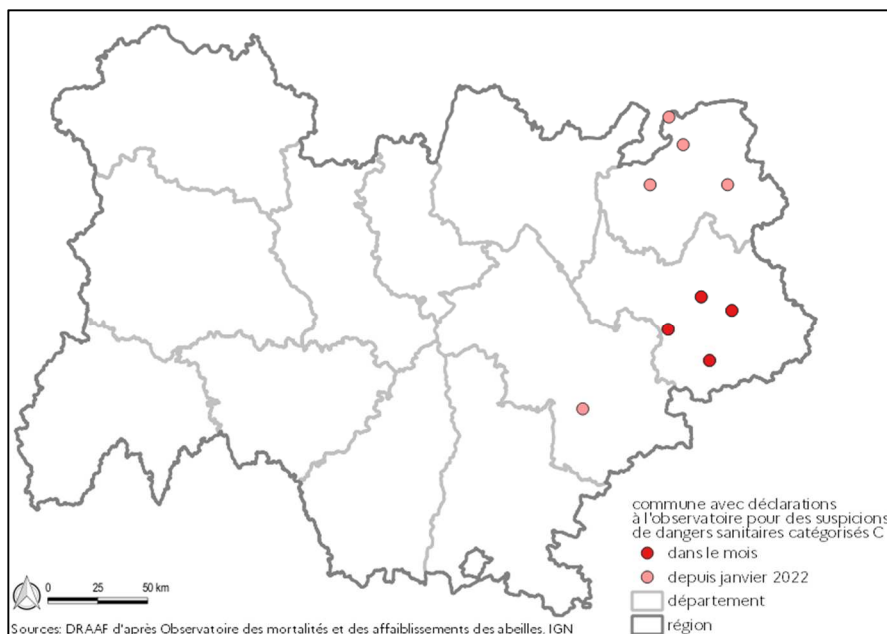 commune avec déclarations
à l'observatoire pour des suspicions
de dangers sanitaires catégorisés C
dans le mois
depuis janvier 2022
département
région
0 25 50 km
Sources: DRAAF d'après Observatoire des mortalités et des affaiblissements des abeilles, IGN